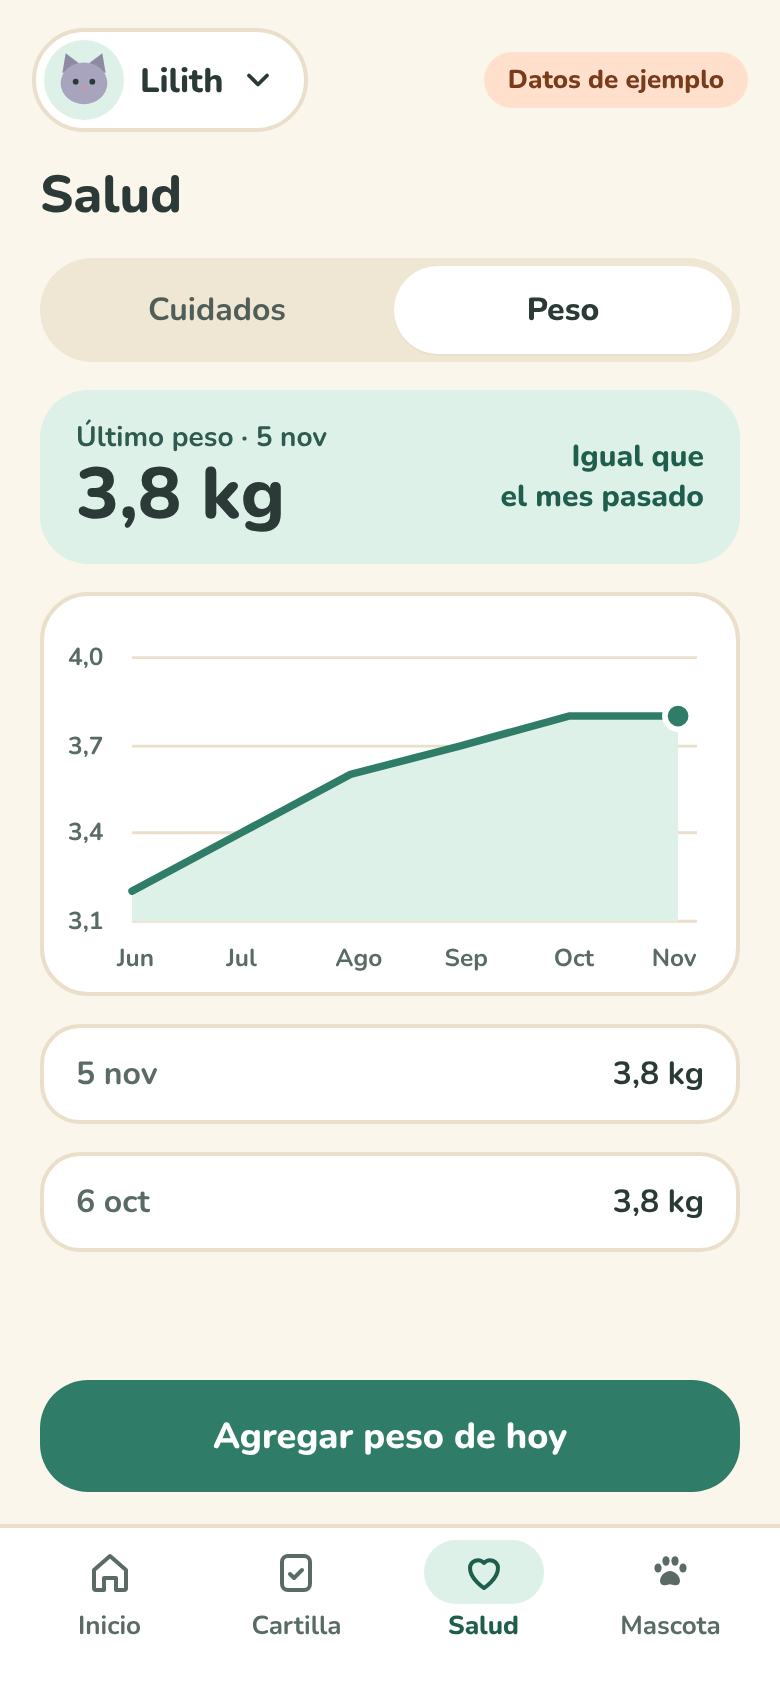 Lilith
Datos de ejemplo
Salud
Cuidados
Peso
Último peso · 5 nov
3,8 kg
Igual que
el mes pasado
4,0
3,7
3,4
3,1
Jun Jul Ago Sep Oct Nov
5 nov 3,8 kg
6 oct 3,8 kg
Agregar peso de hoy
Inicio Cartilla Salud Mascota